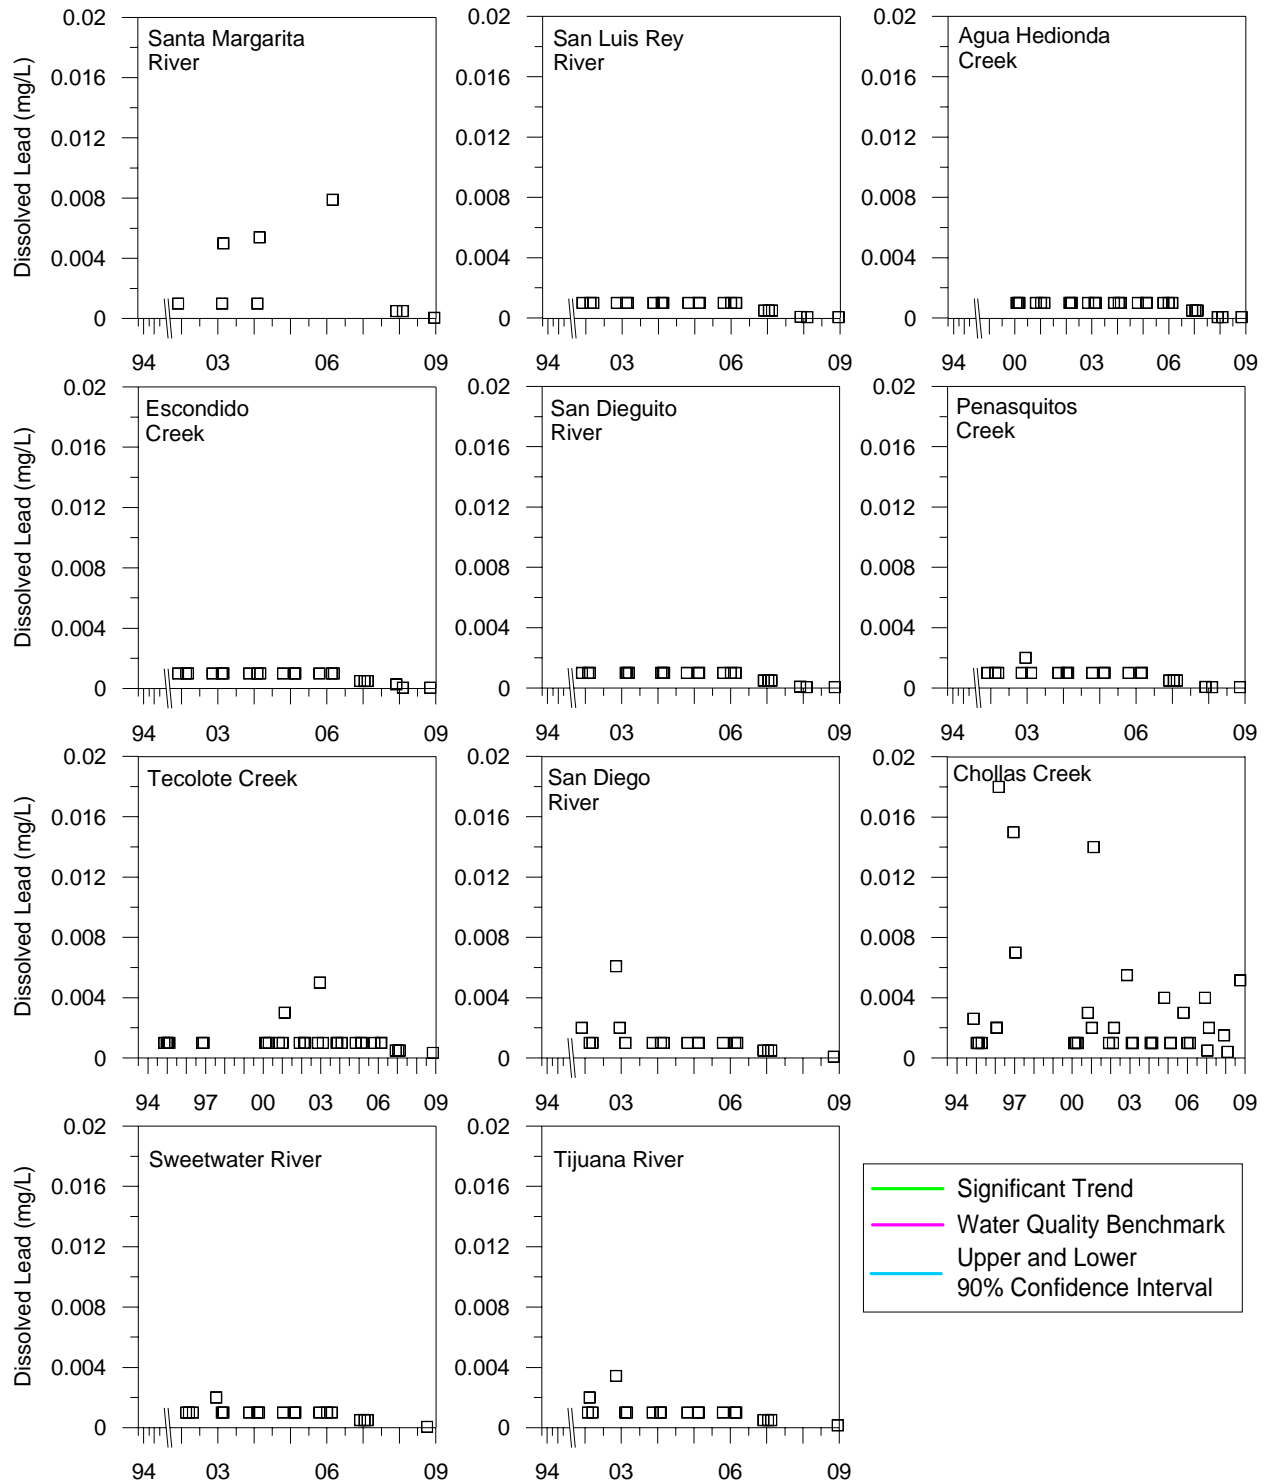 Santa Margarita
River
Dissolved Lead (mg/L)
0.02
0.016
0.012
0.008
0.004
0
94 03 06 09
San Luis Rey
River
0.02
0.016
0.012
0.008
0.004
0
94 03 06 09
Agua Hedionda
Creek
0.02
0.016
0.012
0.008
0.004
0
94 00 03 06 09
Escondido
Creek
Dissolved Lead (mg/L)
0.02
0.016
0.012
0.008
0.004
0
94 03 06 09
San Dieguito
River
0.02
0.016
0.012
0.008
0.004
0
94 03 06 09
Penasquitos
Creek
0.02
0.016
0.012
0.008
0.004
0
94 03 06 09
Tecolote Creek
Dissolved Lead (mg/L)
0.02
0.016
0.012
0.008
0.004
0
94 97 00 03 06 09
San Diego
River
0.02
0.016
0.012
0.008
0.004
0
94 03 06 09
Chollas Creek
0.02
0.016
0.012
0.008
0.004
0
94 97 00 03 06 09
Sweetwater River
Dissolved Lead (mg/L)
0.02
0.016
0.012
0.008
0.004
0
94 03 06 09
Tijuana River
0.02
0.016
0.012
0.008
0.004
0
94 03 06 09
Significant Trend
Water Quality Benchmark
Upper and Lower
90% Confidence Interval